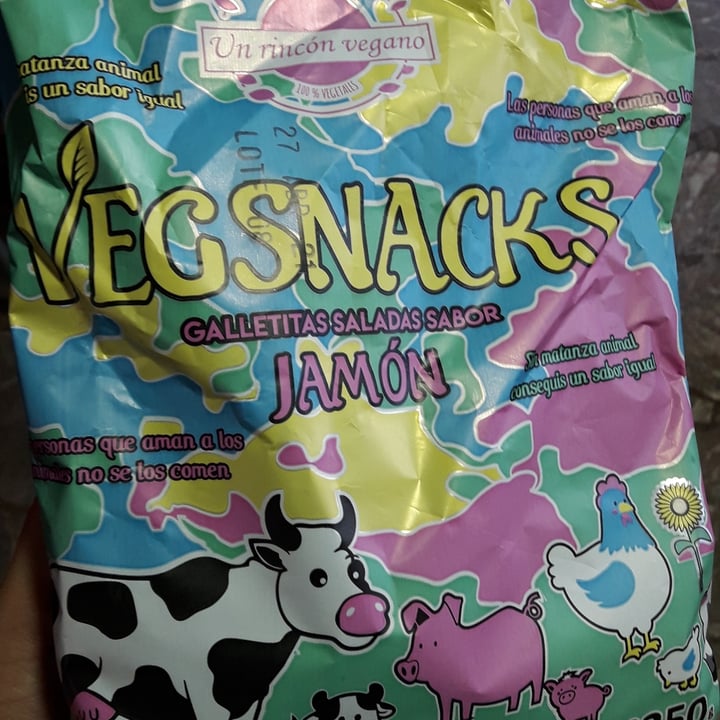 Un rincón vegano
100 % VEGETALES
matanza animal
un sabor igual
Las personas que aman a los
animales no se los comen
27
LOTE
VEGSNACKS
GALLETITAS SALADAS SABOR
JAMÓN
matanza animal
conseguís un sabor igual
personas que aman a los
no se los comen